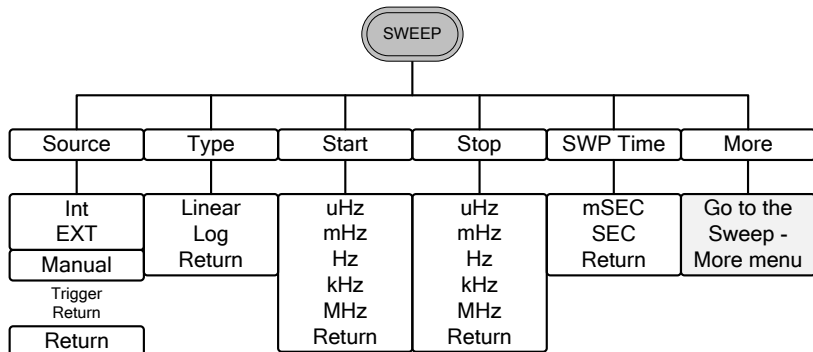 SWEEP
Source
Type
Start
Stop
SWP Time
More
Int
EXT
Manual
Trigger
Return
Return
Linear
Log
Return
uHz
mHz
Hz
kHz
MHz
Return
uHz
mHz
Hz
kHz
MHz
Return
mSEC
SEC
Return
Go to the
Sweep -
More menu